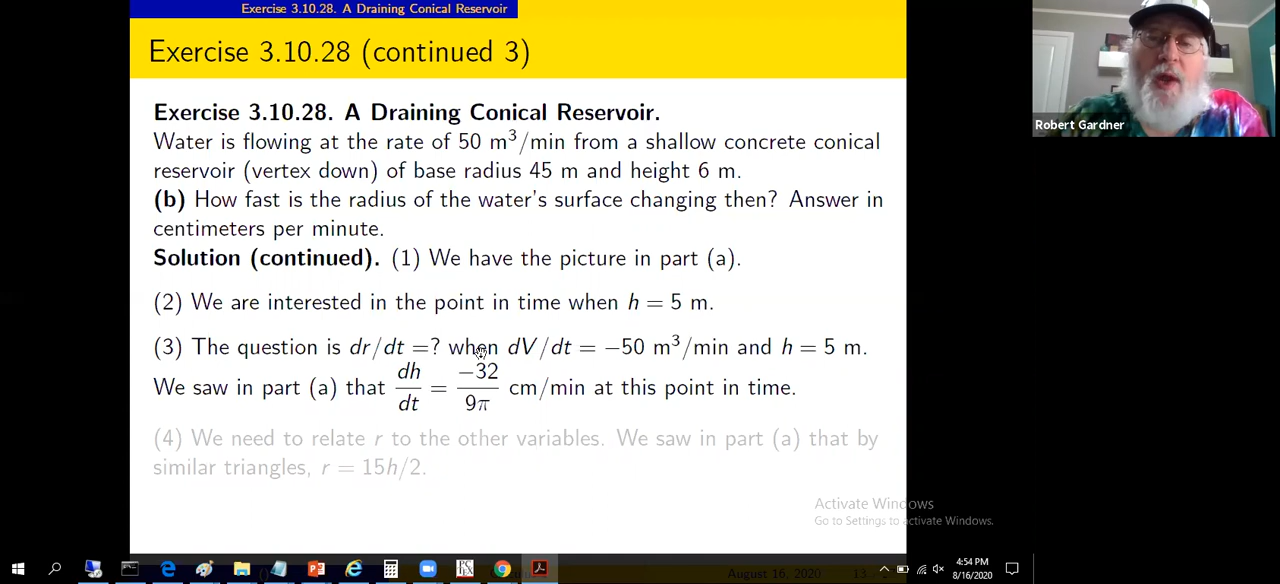 Exercise 3.10.28. A Draining Conical Reservoir
Exercise 3.10.28 (continued 3)
Exercise 3.10.28. A Draining Conical Reservoir.
Water is flowing at the rate of 50 m³/min from a shallow concrete conical
reservoir (vertex down) of base radius 45 m and height 6 m.
(b) How fast is the radius of the water's surface changing then? Answer in
centimeters per minute.
Solution (continued). (1) We have the picture in part (a).
(2) We are interested in the point in time when h = 5 m.
(3) The question is dr/dt =? when dV/dt = −50 m³/min and h = 5 m.
We saw in part (a) that dh/dt = −32/9π cm/min at this point in time.
(4) We need to relate r to the other variables. We saw in part (a) that by
similar triangles, r = 15h/2.
Robert Gardner
Activate Windows
Go to Settings to activate Windows.
August 16, 2020
4:54 PM
8/16/2020